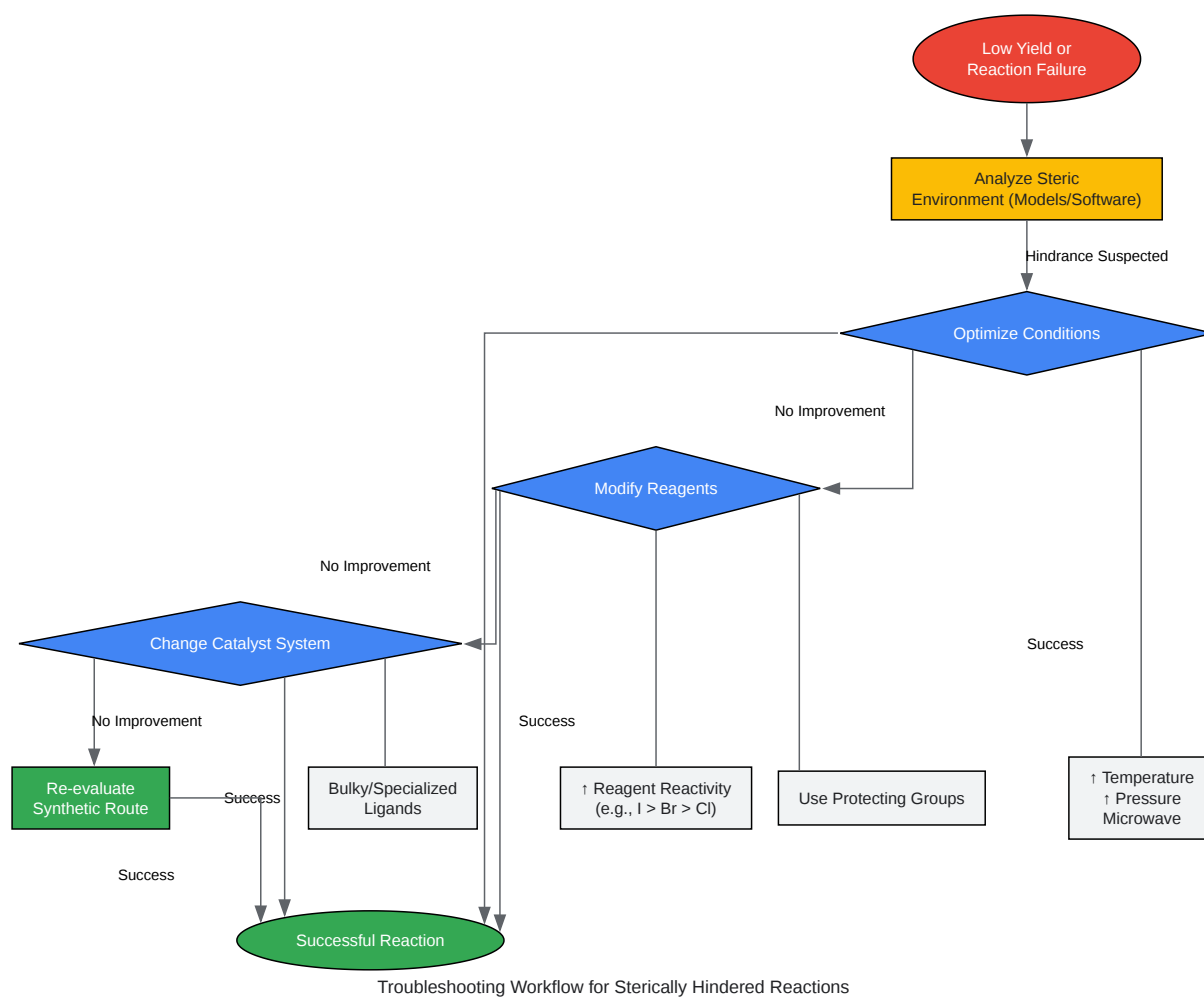 Low Yield or
Reaction Failure
Analyze Steric
Environment (Models/Software)
Hindrance Suspected
Optimize Conditions
No Improvement
Modify Reagents
No Improvement
Change Catalyst System
Success
No Improvement
Success
Re-evaluate
Synthetic Route
Success
Bulky/Specialized
Ligands
↑ Reagent Reactivity
(e.g., I > Br > Cl)
Use Protecting Groups
↑ Temperature
↑ Pressure
Microwave
Success
Successful Reaction
Troubleshooting Workflow for Sterically Hindered Reactions